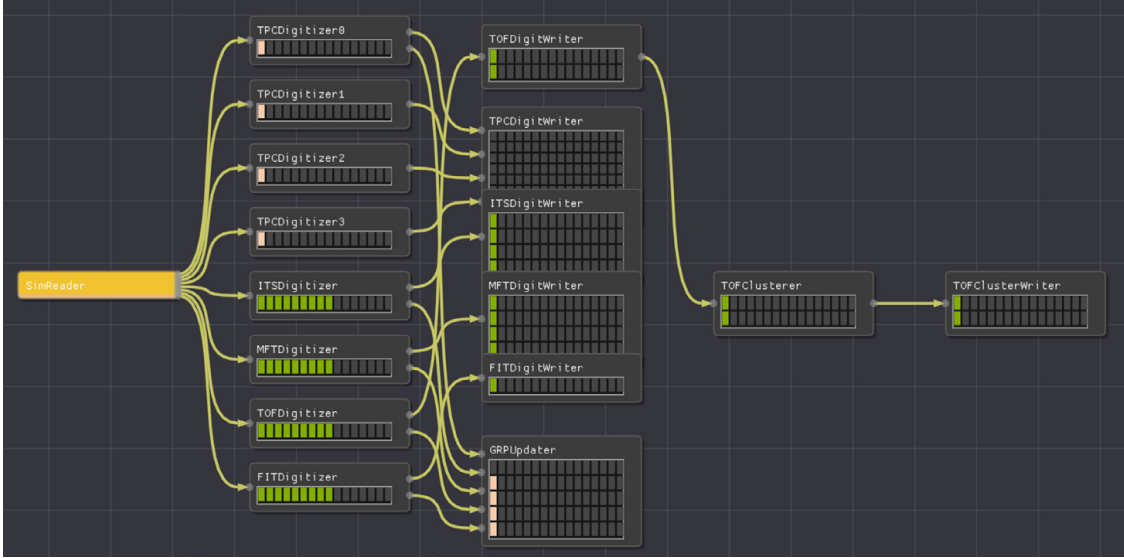 SimReader
TPCDigitizer0
TPCDigitizer1
TPCDigitizer2
TPCDigitizer3
ITSDigitizer
MFTDigitizer
TOFDigitizer
FITDigitizer
TOFDigitWriter
TPCDigitWriter
ITSDigitWriter
MFTDigitWriter
FITDigitWriter
GRPUpdater
TOFClusterer
TOFClusterWriter